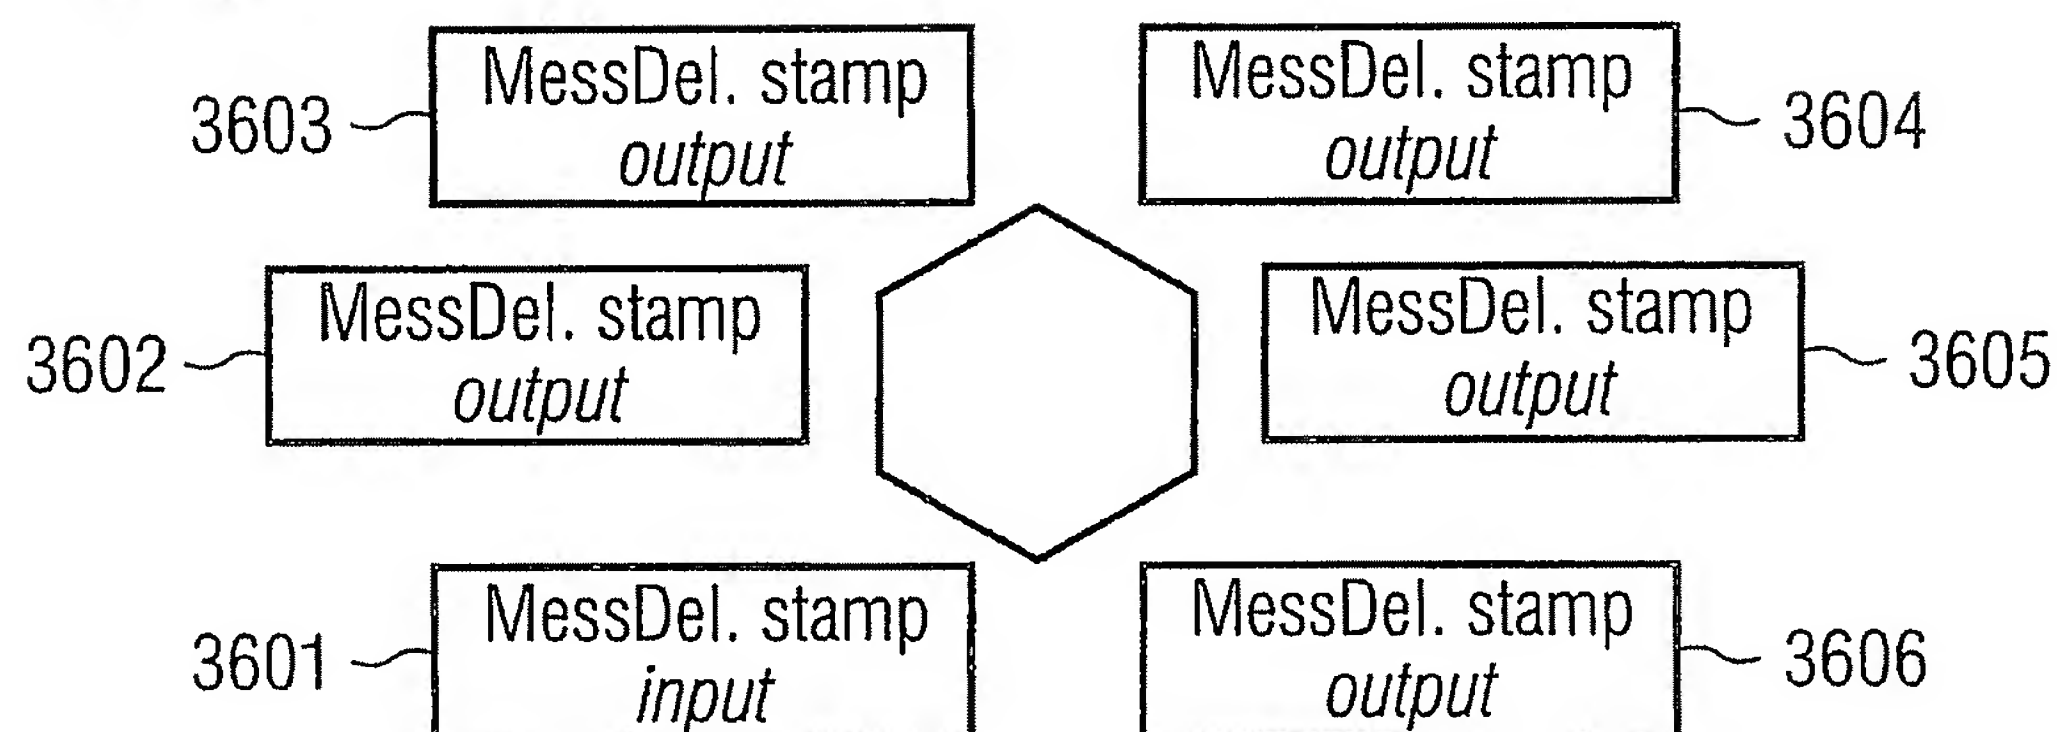 MessDel. stamp
output
3603
MessDel. stamp
output
3604
MessDel. stamp
output
3602
MessDel. stamp
output
3605
MessDel. stamp
input
3601
MessDel. stamp
output
3606